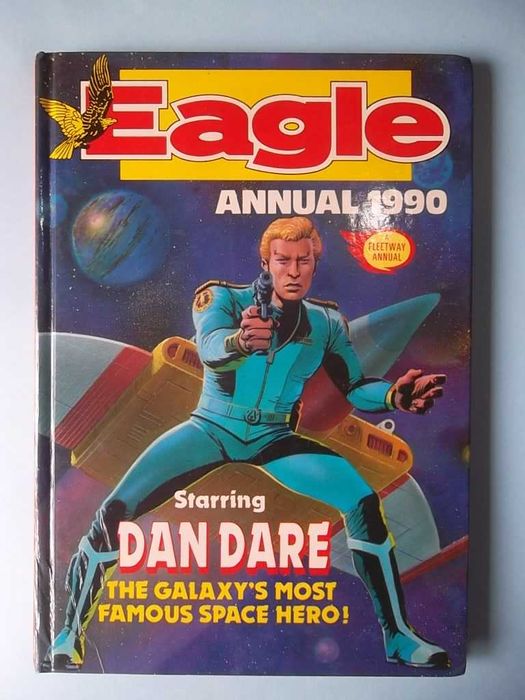 Eagle
ANNUAL 1990
A
FLEETWAY
ANNUAL
Starring
DAN DARE
THE GALAXY'S MOST
FAMOUS SPACE HERO!